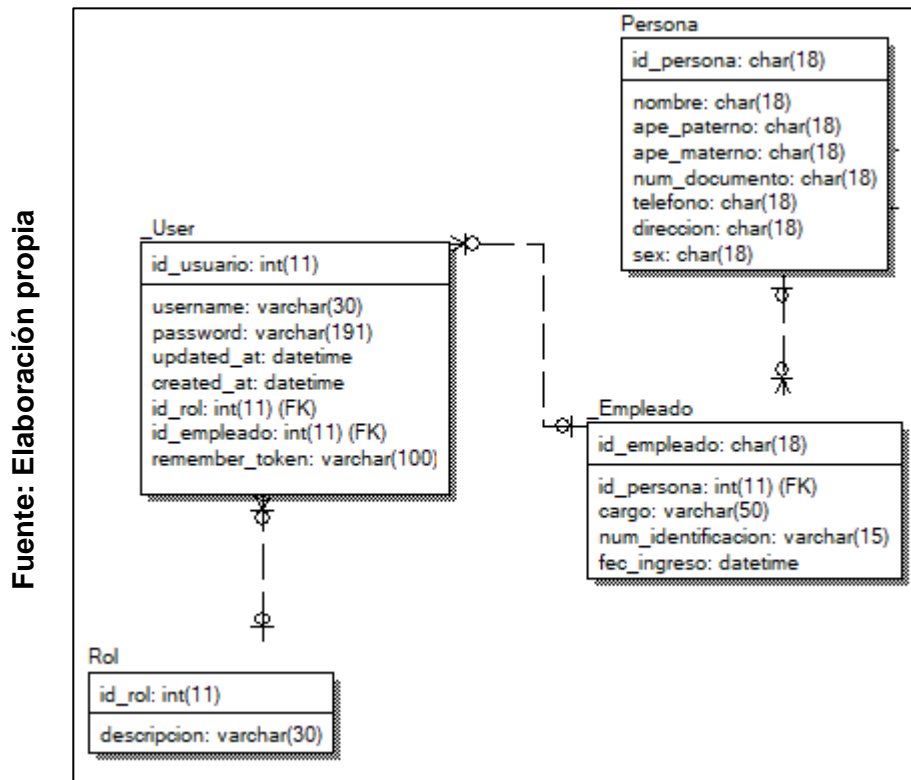 Fuente: Elaboración propia
Persona
id_persona: char(18)
nombre: char(18)
ape_paterno: char(18)
ape_materno: char(18)
num_documento: char(18)
telefono: char(18)
direccion: char(18)
sex: char(18)
_User
id_usuario: int(11)
username: varchar(30)
password: varchar(191)
updated_at: datetime
created_at: datetime
id_rol: int(11) (FK)
id_empleado: int(11) (FK)
remember_token: varchar(100)
_Empleado
id_empleado: char(18)
id_persona: int(11) (FK)
cargo: varchar(50)
num_identificacion: varchar(15)
fec_ingreso: datetime
Rol
id_rol: int(11)
descripcion: varchar(30)